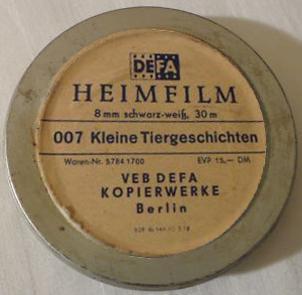 DEFA
HEIMFILM
8 mm schwarz-weiß, 30 m
007 Kleine Tiergeschichten
Waren-Nr. 5784 1700 EVP 15,— DM
VEB DEFA
KOPIERWERKE
Berlin